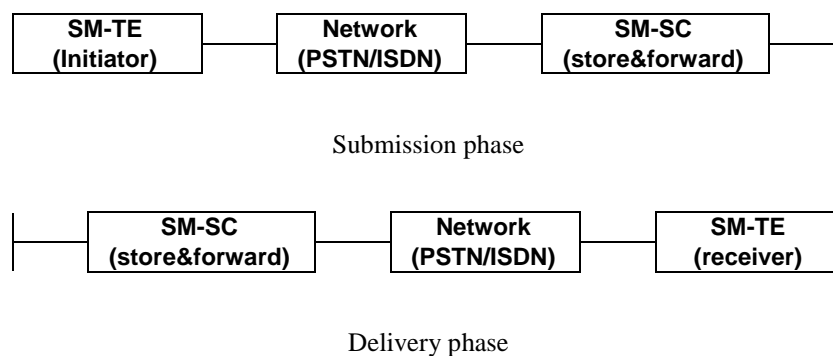 SM-TE
(Initiator)
Network
(PSTN/ISDN)
SM-SC
(store&forward)
Submission phase
SM-SC
(store&forward)
Network
(PSTN/ISDN)
SM-TE
(receiver)
Delivery phase